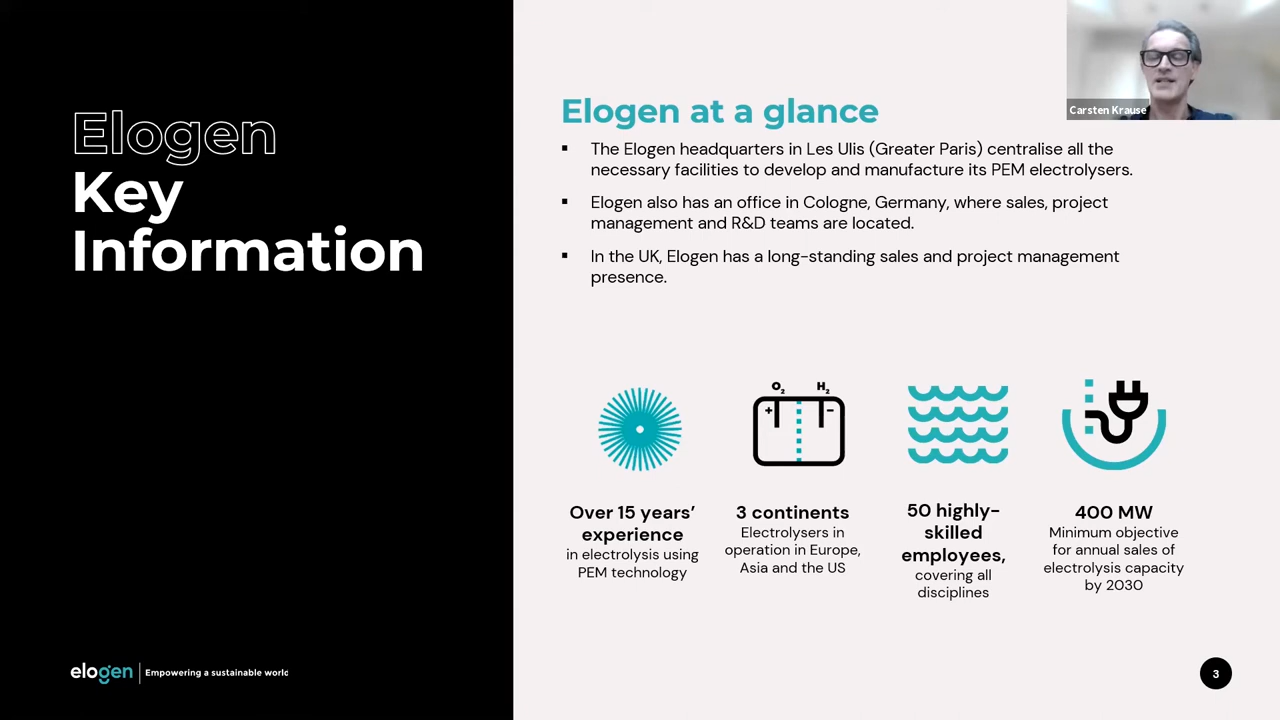 Elogen
Key
Information
Carsten Krause
Elogen at a glance
▪ The Elogen headquarters in Les Ulis (Greater Paris) centralise all the
necessary facilities to develop and manufacture its PEM electrolysers.
▪ Elogen also has an office in Cologne, Germany, where sales, project
management and R&D teams are located.
▪ In the UK, Elogen has a long-standing sales and project management
presence.
O₂ H₂
+ −
Over 15 years’
experience
in electrolysis using
PEM technology
3 continents
Electrolysers in
operation in Europe,
Asia and the US
50 highly-
skilled
employees,
covering all
disciplines
400 MW
Minimum objective
for annual sales of
electrolysis capacity
by 2030
elogen
Empowering a sustainable world
3